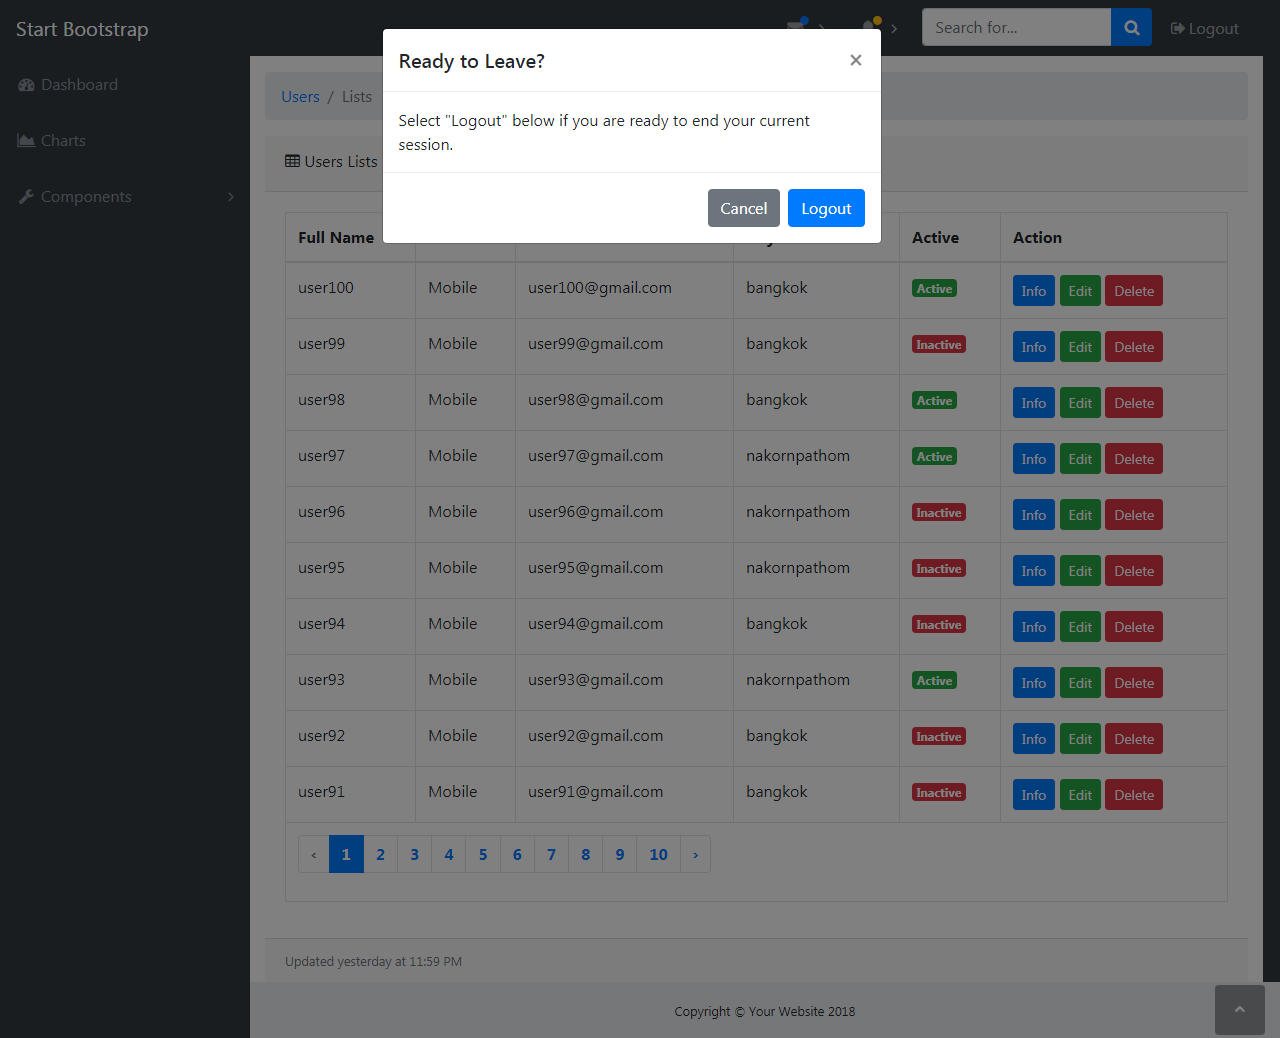 Start Bootstrap
Search for...
Logout
Dashboard
Charts
Components
Users / Lists
Users Lists
Ready to Leave? ×
Select "Logout" below if you are ready to end your current
session.
Cancel Logout
Full Name Active Action
user100 Mobile user100@gmail.com bangkok Active Info Edit Delete
user99 Mobile user99@gmail.com bangkok Inactive Info Edit Delete
user98 Mobile user98@gmail.com bangkok Active Info Edit Delete
user97 Mobile user97@gmail.com nakornpathom Active Info Edit Delete
user96 Mobile user96@gmail.com nakornpathom Inactive Info Edit Delete
user95 Mobile user95@gmail.com nakornpathom Inactive Info Edit Delete
user94 Mobile user94@gmail.com bangkok Inactive Info Edit Delete
user93 Mobile user93@gmail.com nakornpathom Active Info Edit Delete
user92 Mobile user92@gmail.com bangkok Inactive Info Edit Delete
user91 Mobile user91@gmail.com bangkok Inactive Info Edit Delete
‹ 1 2 3 4 5 6 7 8 9 10 ›
Updated yesterday at 11:59 PM
Copyright © Your Website 2018